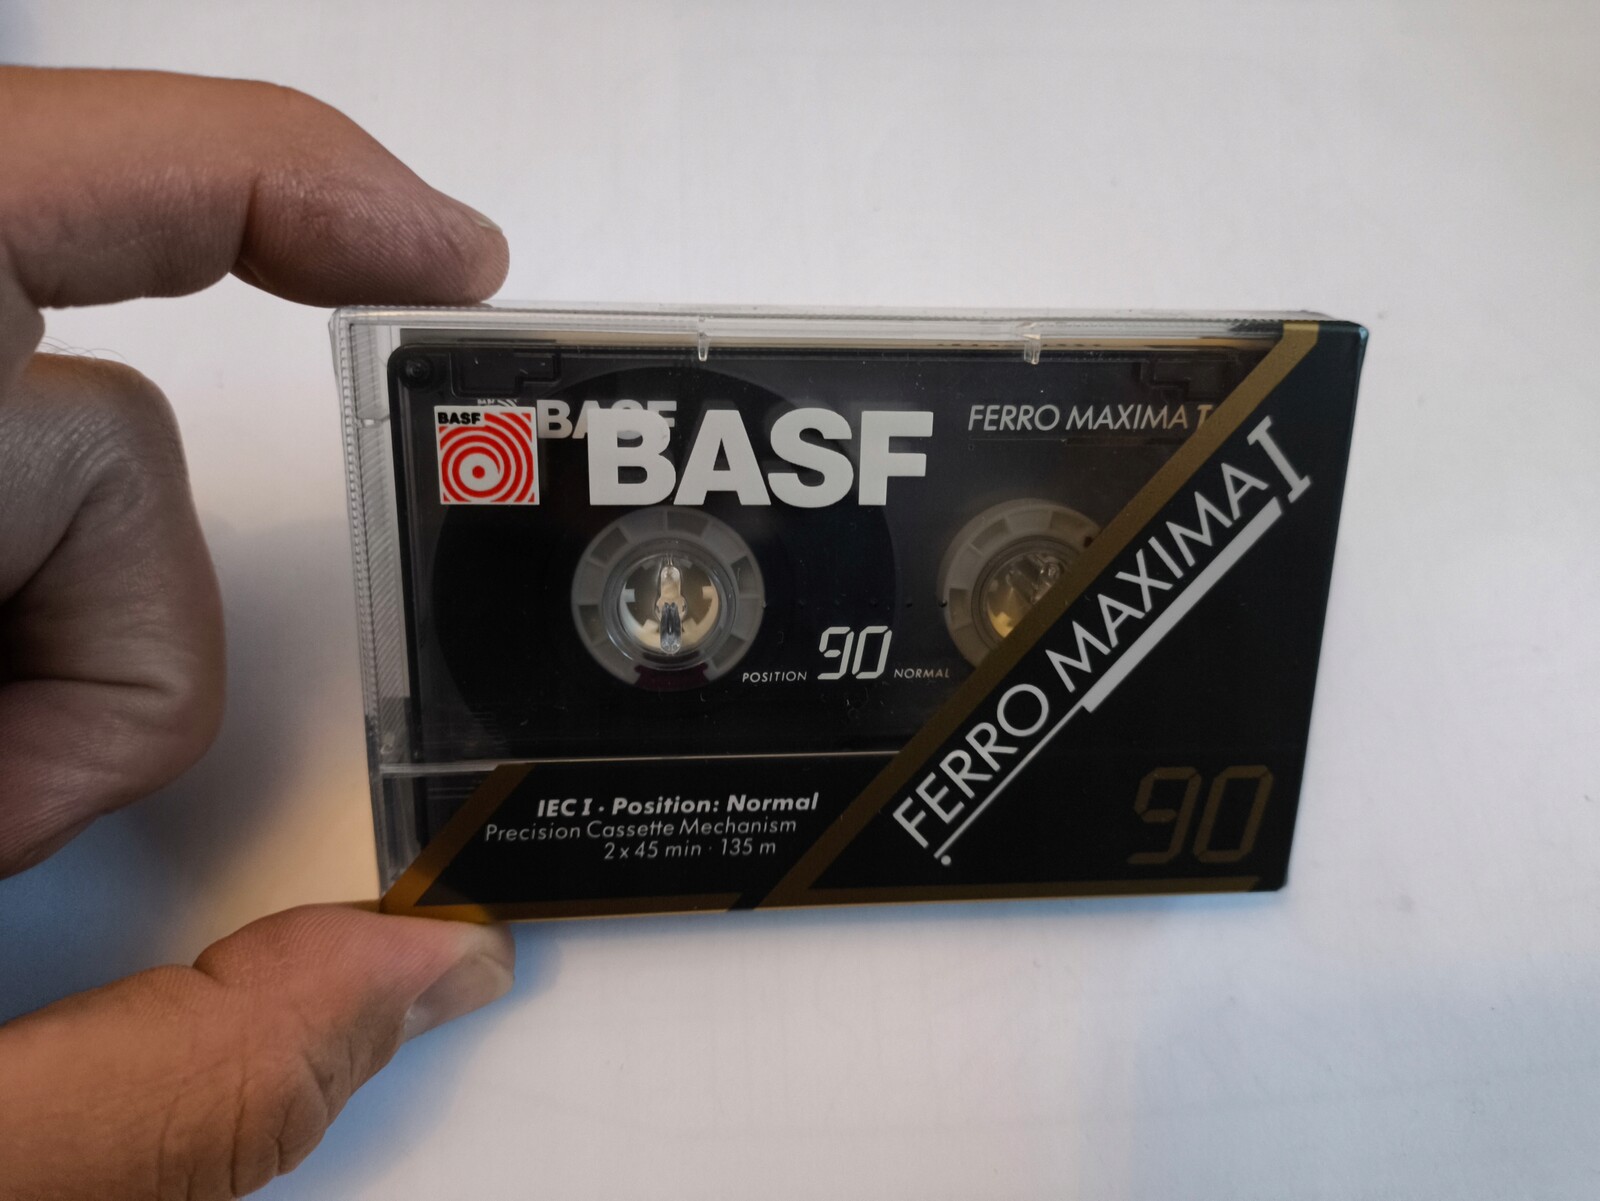 BASF
BASF
BASF
FERRO MAXIMA I
POSITION 90 NORMAL
FERRO MAXIMA I
90
IEC I · Position: Normal
Precision Cassette Mechanism
2 x 45 min · 135 m